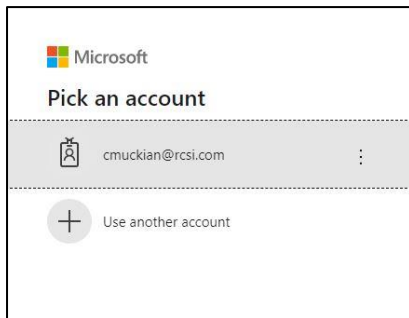 Microsoft
Pick an account
cmuckian@rcsi.com
Use another account